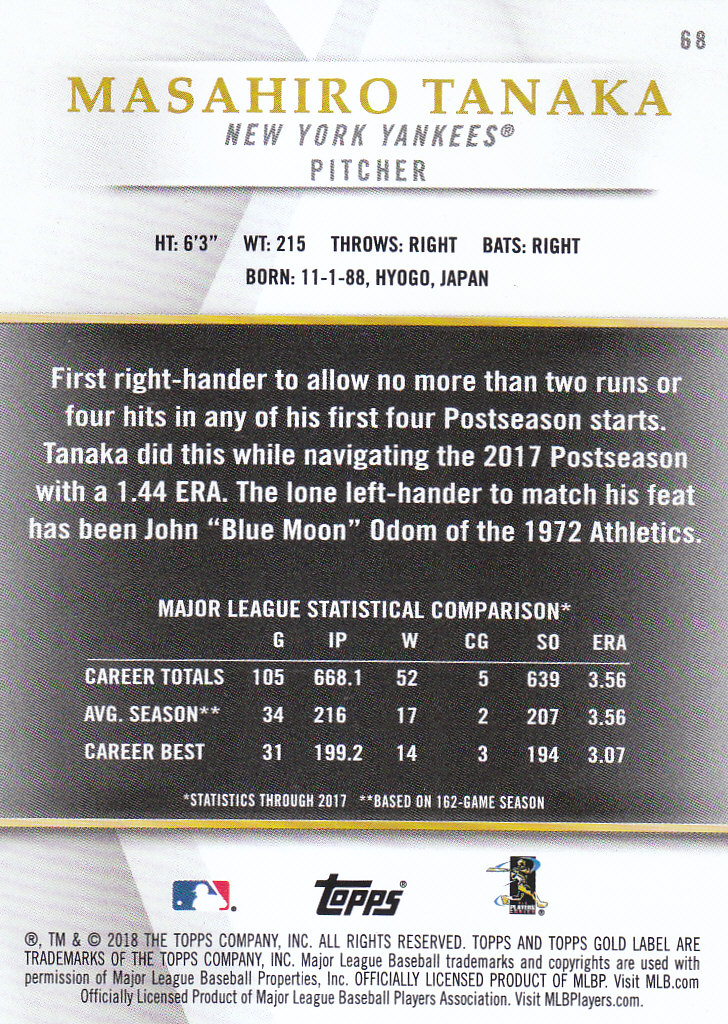 68
MASAHIRO TANAKA
NEW YORK YANKEES®
PITCHER
HT: 6'3" WT: 215 THROWS: RIGHT BATS: RIGHT
BORN: 11-1-88, HYOGO, JAPAN
First right-hander to allow no more than two runs or
four hits in any of his first four Postseason starts.
Tanaka did this while navigating the 2017 Postseason
with a 1.44 ERA. The lone left-hander to match his feat
has been John “Blue Moon” Odom of the 1972 Athletics.
MAJOR LEAGUE STATISTICAL COMPARISON*
G IP W CG SO ERA
CAREER TOTALS 105 668.1 52 5 639 3.56
AVG. SEASON** 34 216 17 2 207 3.56
CAREER BEST 31 199.2 14 3 194 3.07
*STATISTICS THROUGH 2017 **BASED ON 162-GAME SEASON
Topps®
®, TM & © 2018 THE TOPPS COMPANY, INC. ALL RIGHTS RESERVED. TOPPS AND TOPPS GOLD LABEL ARE
TRADEMARKS OF THE TOPPS COMPANY, INC. Major League Baseball trademarks and copyrights are used with
permission of Major League Baseball Properties, Inc. OFFICIALLY LICENSED PRODUCT OF MLBP. Visit MLB.com
Officially Licensed Product of Major League Baseball Players Association. Visit MLBPlayers.com.